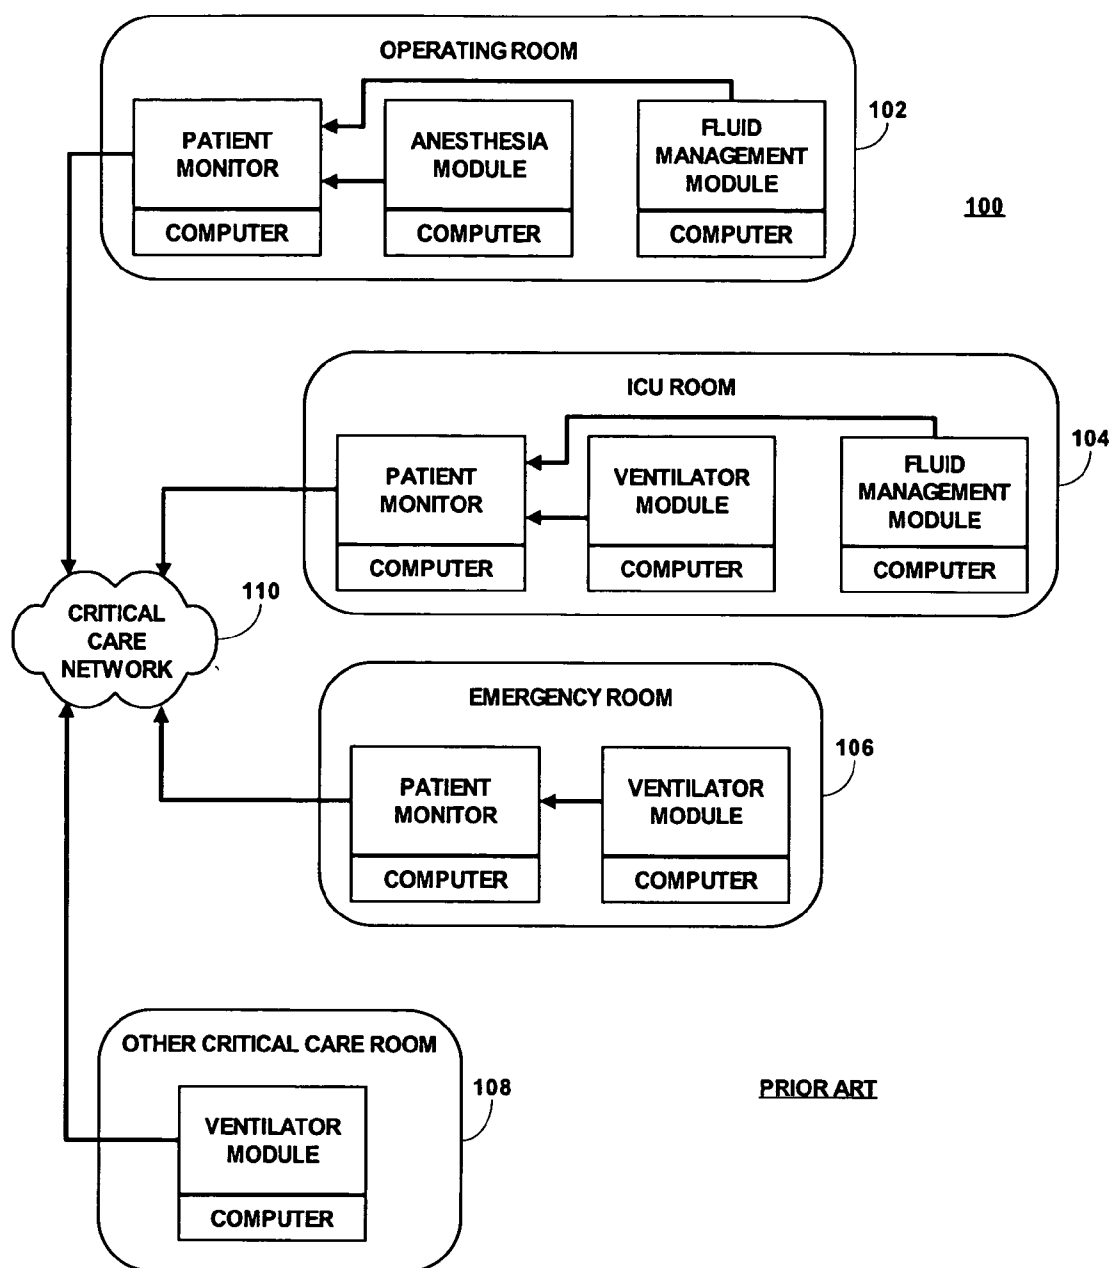 OPERATING ROOM
PATIENT
MONITOR
COMPUTER
ANESTHESIA
MODULE
COMPUTER
FLUID
MANAGEMENT
MODULE
COMPUTER
102
100
ICU ROOM
PATIENT
MONITOR
COMPUTER
VENTILATOR
MODULE
COMPUTER
FLUID
MANAGEMENT
MODULE
COMPUTER
104
CRITICAL
CARE
NETWORK
110
EMERGENCY ROOM
PATIENT
MONITOR
COMPUTER
VENTILATOR
MODULE
COMPUTER
106
OTHER CRITICAL CARE ROOM
VENTILATOR
MODULE
COMPUTER
108
PRIOR ART